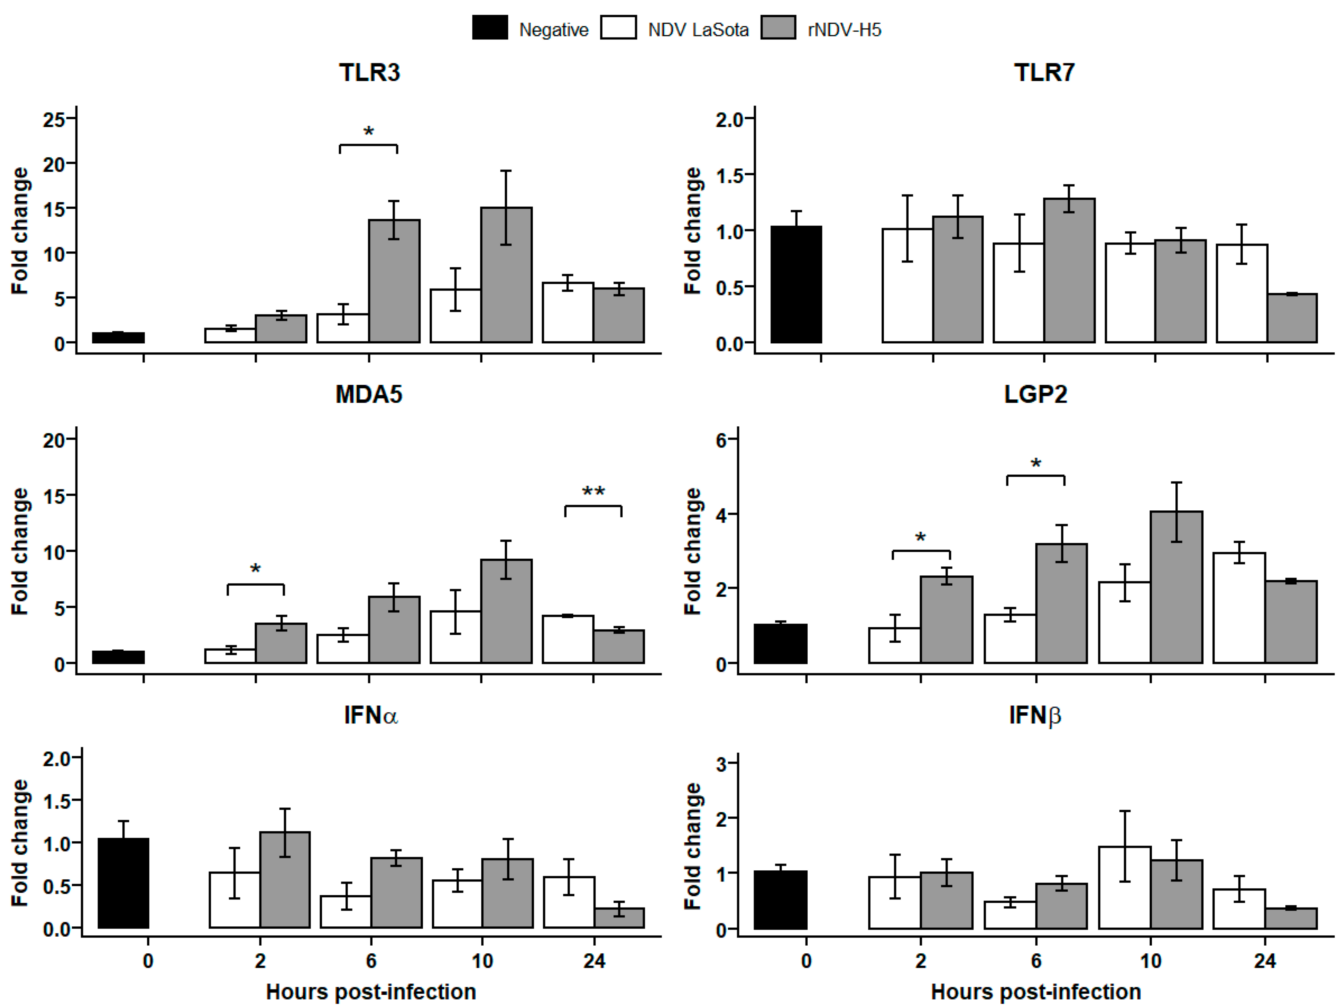 Negative NDV LaSota rNDV-H5
TLR3
Fold change
25
20
15
10
5
0
*
TLR7
Fold change
2.0
1.5
1.0
0.5
0.0
MDA5
Fold change
20
15
10
5
0
*
**
LGP2
Fold change
6
4
2
0
*
*
IFNα
Fold change
2.0
1.5
1.0
0.5
0.0
0 2 6 10 24
Hours post-infection
IFNβ
Fold change
3
2
1
0
0 2 6 10 24
Hours post-infection